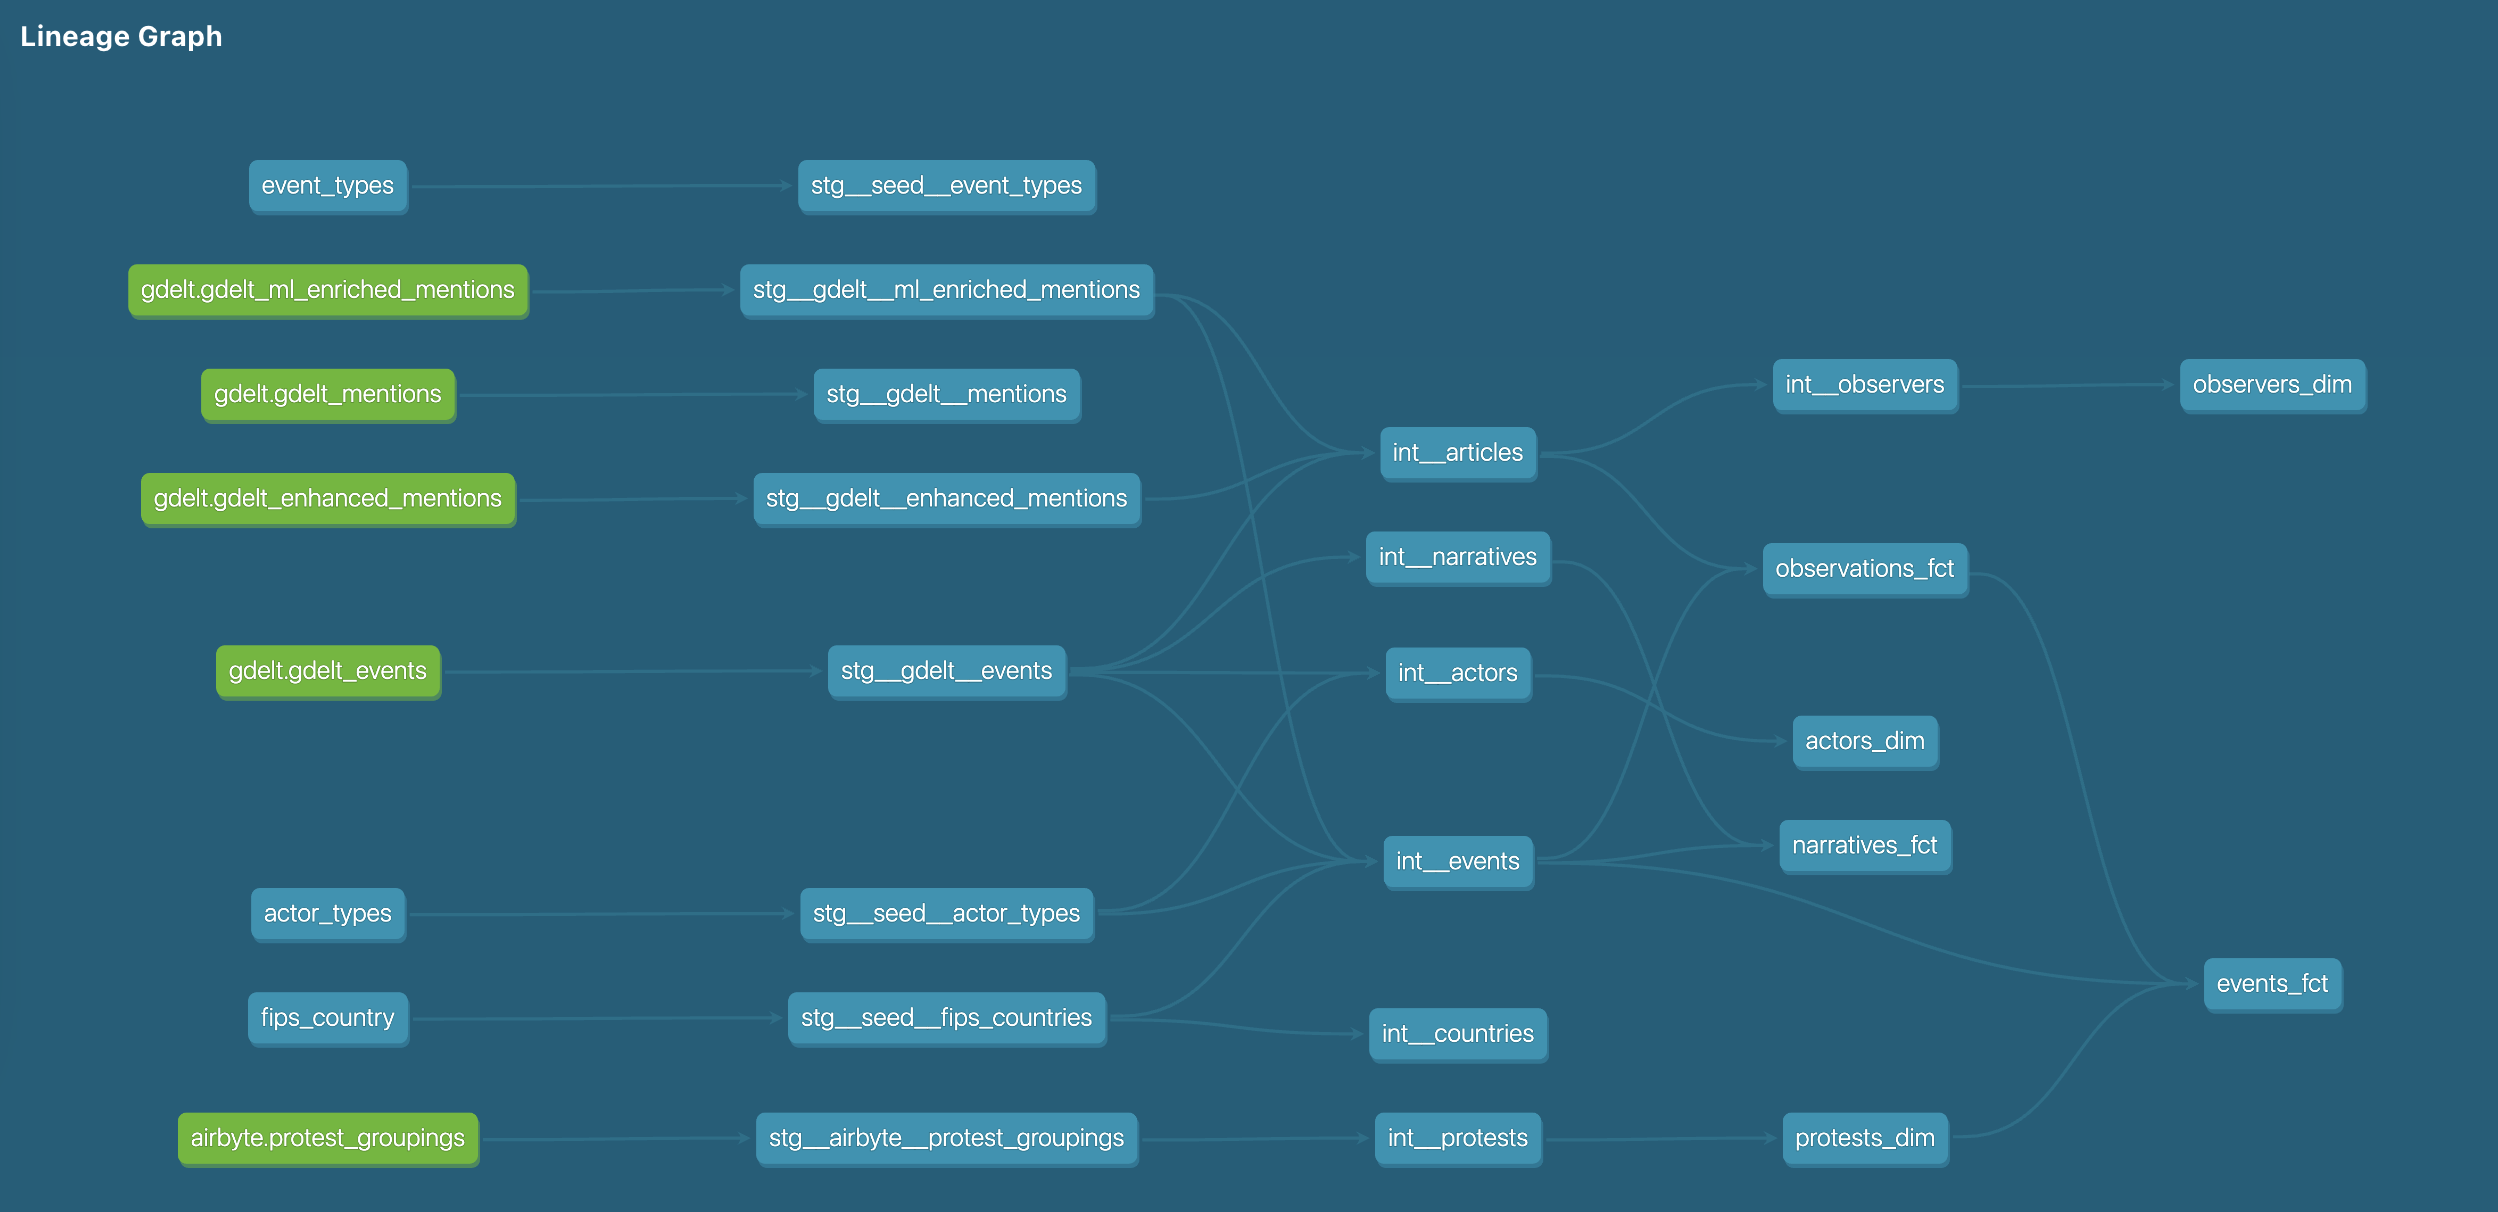 Lineage Graph
event_types
stg__seed__event_types
gdelt.gdelt_ml_enriched_mentions
stg__gdelt__ml_enriched_mentions
gdelt.gdelt_mentions
stg__gdelt__mentions
int__observers
observers_dim
int__articles
gdelt.gdelt_enhanced_mentions
stg__gdelt__enhanced_mentions
int__narratives
observations_fct
gdelt.gdelt_events
stg__gdelt__events
int__actors
actors_dim
int__events
narratives_fct
actor_types
stg__seed__actor_types
events_fct
fips_country
stg__seed__fips_countries
int__countries
airbyte.protest_groupings
stg__airbyte__protest_groupings
int__protests
protests_dim